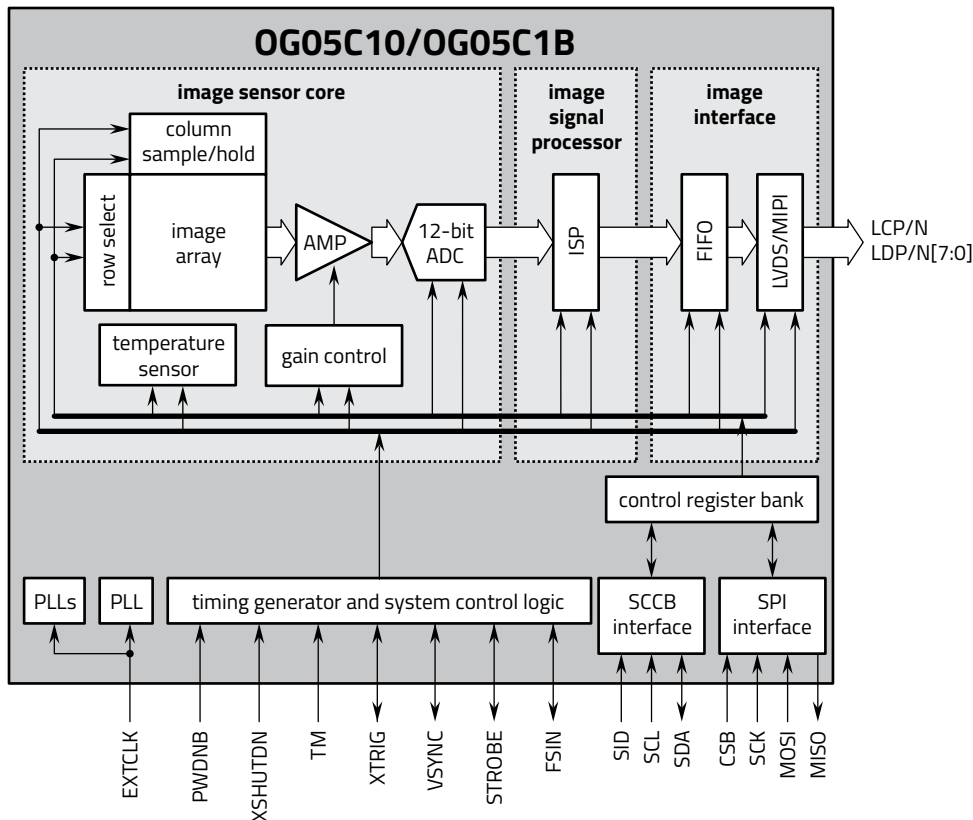 OG05C10/OG05C1B
image sensor core
image
signal
processor
image
interface
column
sample/hold
row select
image
array
AMP
12-bit
ADC
ISP
FIFO
LVDS/MIPI
LCP/N
LDP/N[7:0]
temperature
sensor
gain control
control register bank
PLLs
PLL
timing generator and system control logic
SCCB
interface
SPI
interface
EXTCLK
PWDNB
XSHUTDN
TM
XTRIG
VSYNC
STROBE
FSIN
SID
SCL
SDA
CSB
SCK
MOSI
MISO